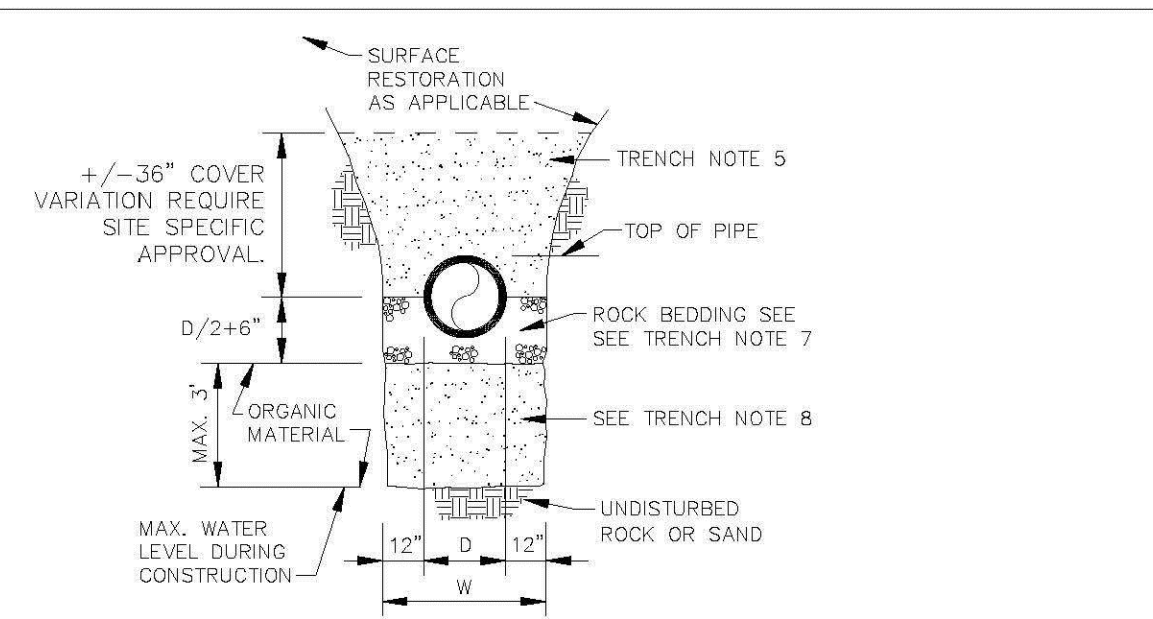 SURFACE
RESTORATION
AS APPLICABLE
TRENCH NOTE 5
+/-36" COVER
VARIATION REQUIRE
SITE SPECIFIC
APPROVAL.
TOP OF PIPE
D/2+6"
ROCK BEDDING SEE
SEE TRENCH NOTE 7
MAX. 3'
ORGANIC
MATERIAL
SEE TRENCH NOTE 8
UNDISTURBED
ROCK OR SAND
MAX. WATER
LEVEL DURING
CONSTRUCTION
12" D 12"
W